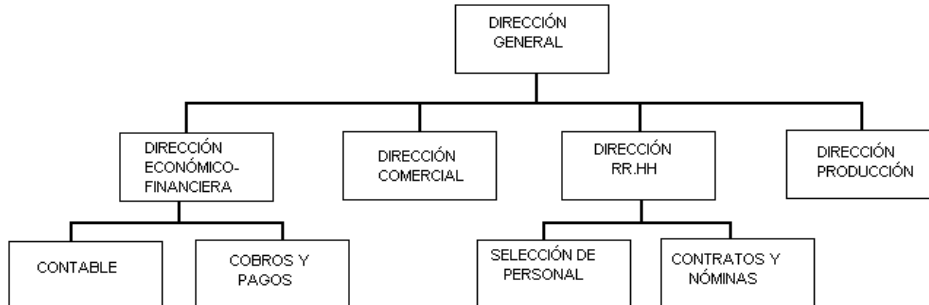 DIRECCIÓN
GENERAL
DIRECCIÓN
ECONÓMICO-
FINANCIERA
DIRECCIÓN
COMERCIAL
DIRECCIÓN
RR.HH
DIRECCIÓN
PRODUCCIÓN
CONTABLE
COBROS Y
PAGOS
SELECCIÓN DE
PERSONAL
CONTRATOS Y
NÓMINAS